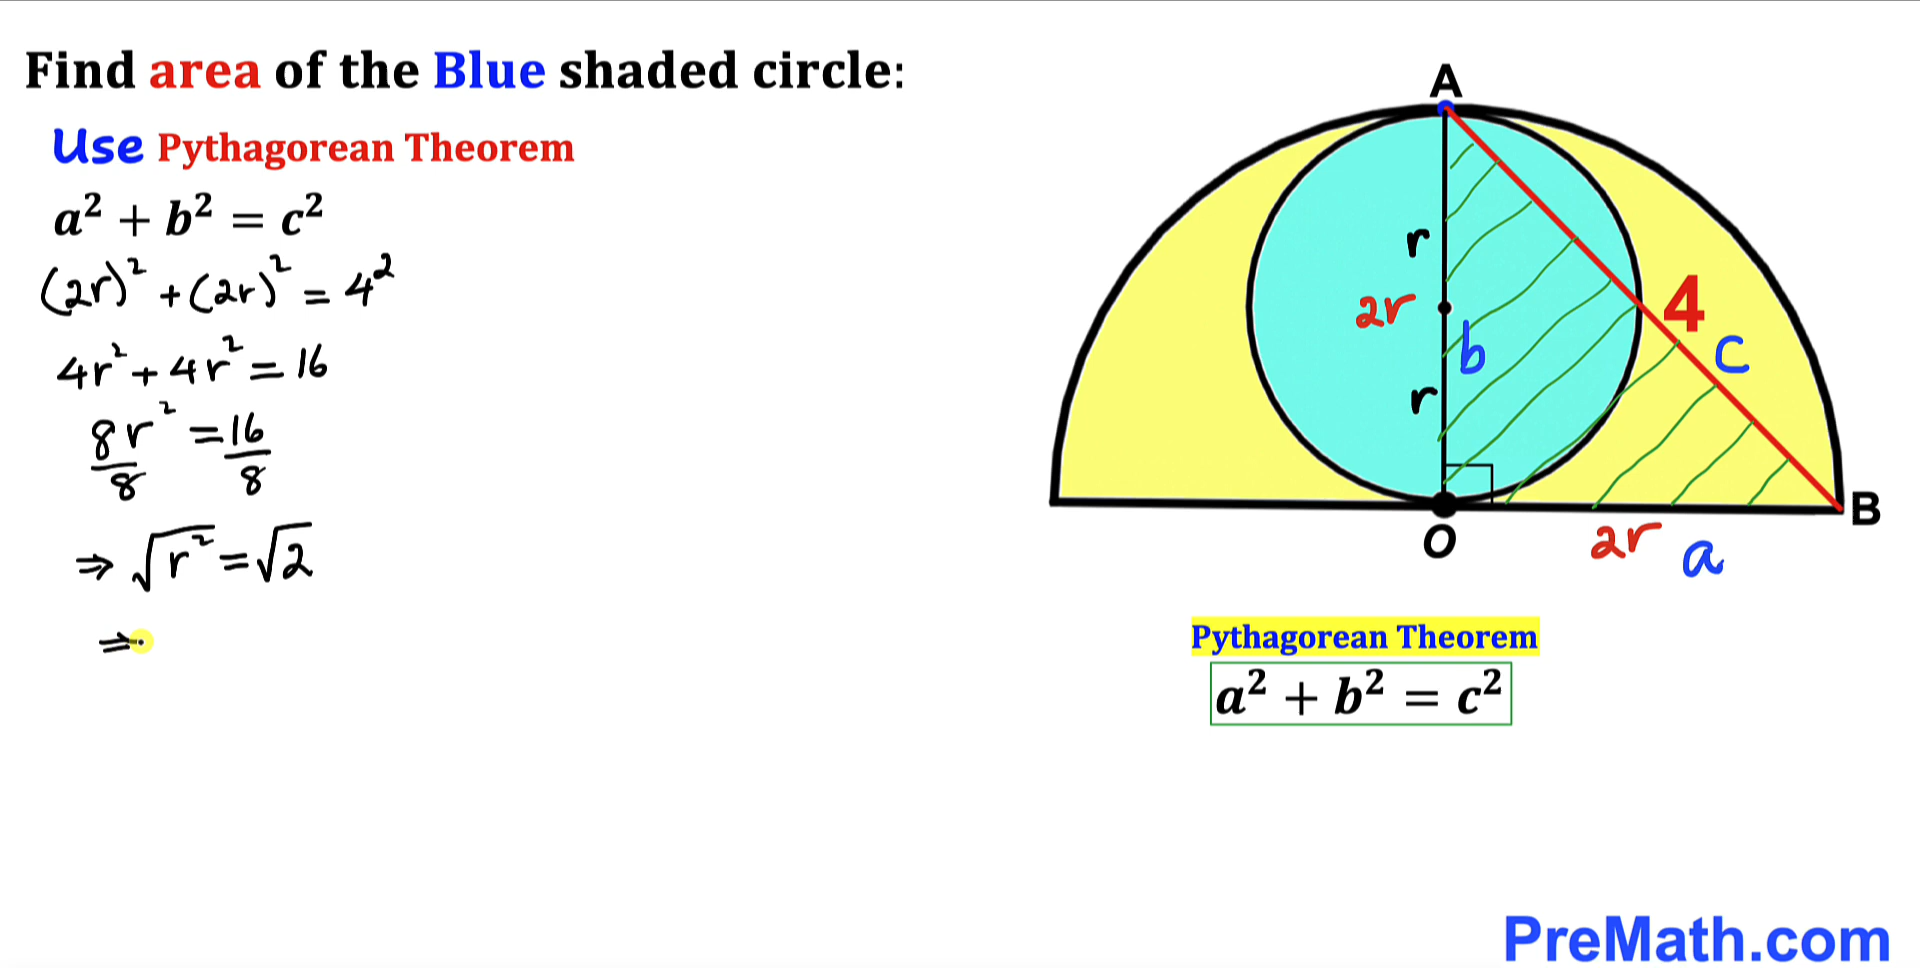 Find area of the Blue shaded circle:
Use Pythagorean Theorem
a² + b² = c²
(2r)² + (2r)² = 4²
4r² + 4r² = 16
8r² = 16
8 8
⇒ √r² = √2
⇒
A
r
2r
b
r
4
c
O
2r
a
B
Pythagorean Theorem
a² + b² = c²
PreMath.com